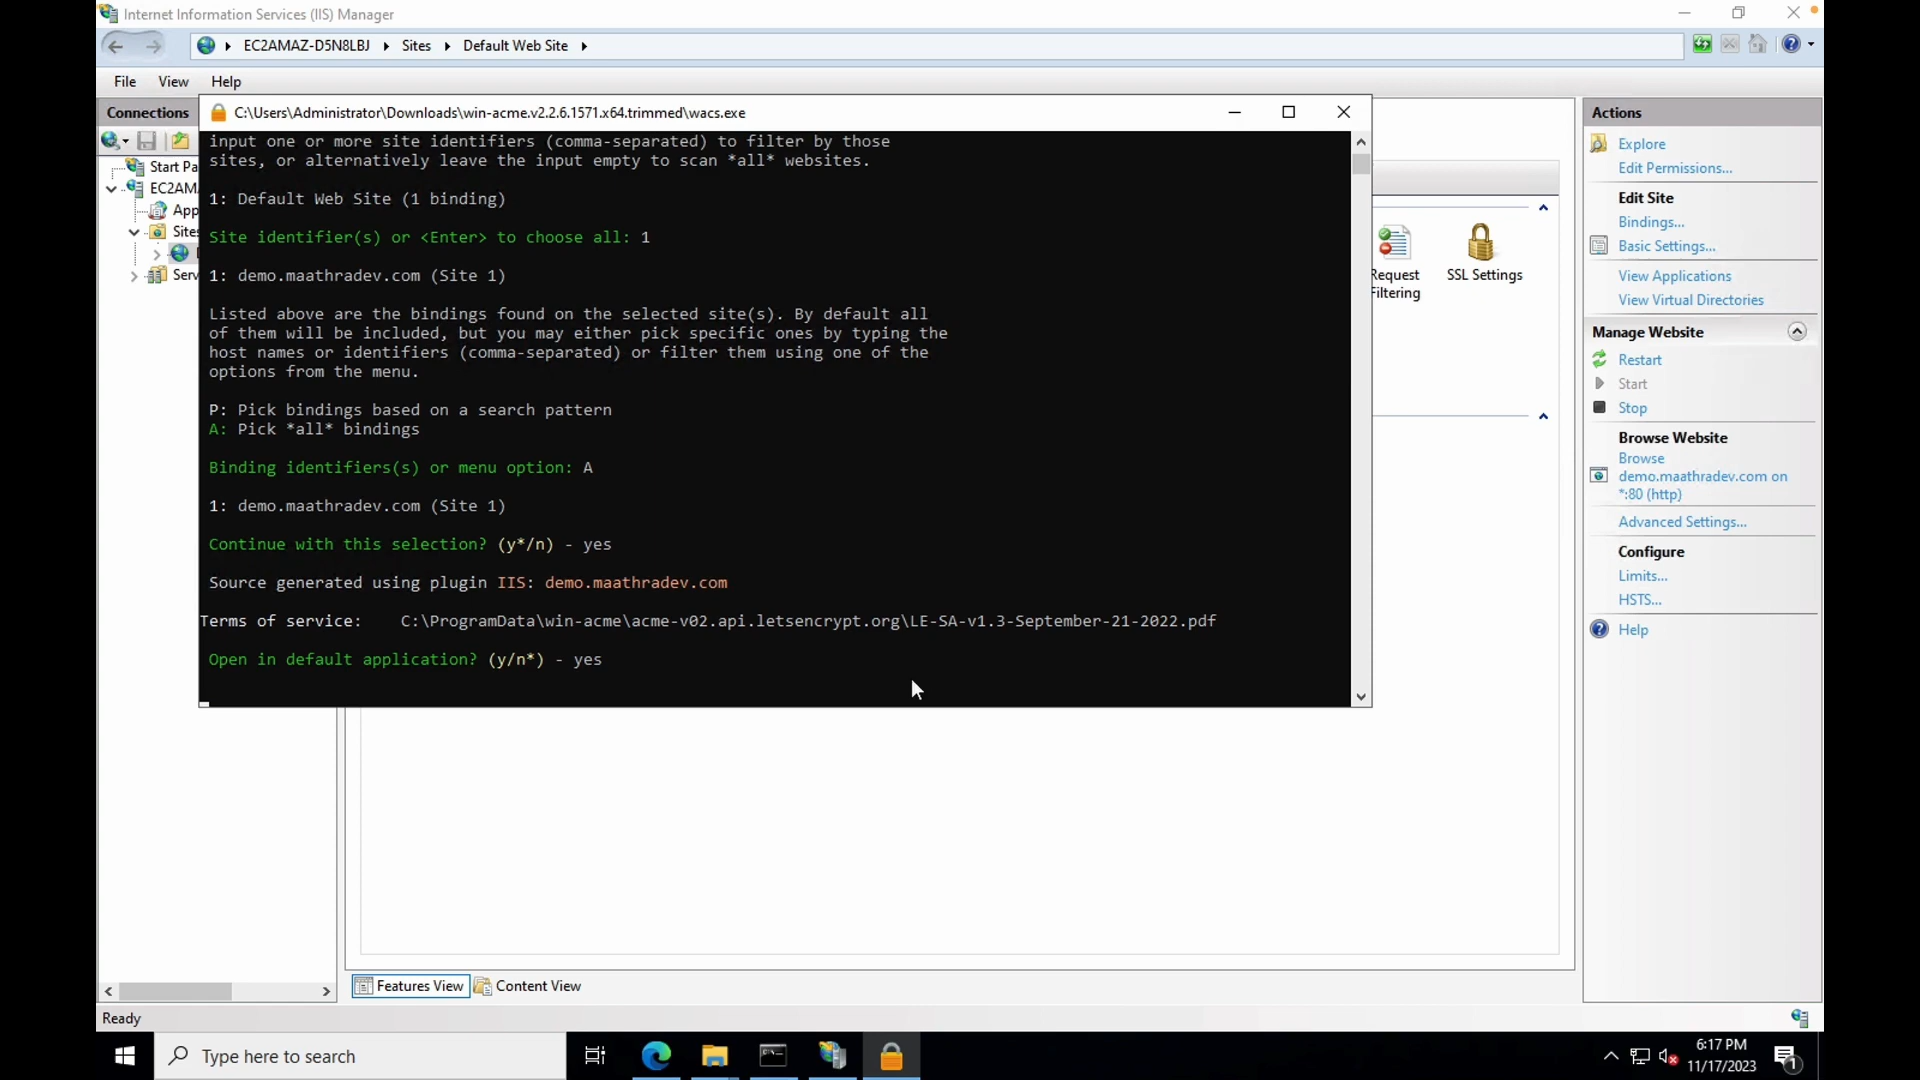 Internet Information Services (IIS) Manager
EC2AMAZ-D5N8LBJ
Sites
Default Web Site
File
View
Help
Connections
Start Pa
EC2AMA
App
Sites
Serv
C:\Users\Administrator\Downloads\win-acme.v2.2.6.1571.x64.trimmed\wacs.exe
input one or more site identifiers (comma-separated) to filter by those
sites, or alternatively leave the input empty to scan *all* websites.
1: Default Web Site (1 binding)
Site identifier(s) or <Enter> to choose all: 1
1: demo.maathradev.com (Site 1)
Listed above are the bindings found on the selected site(s). By default all
of them will be included, but you may either pick specific ones by typing the
host names or identifiers (comma-separated) or filter them using one of the
options from the menu.
P: Pick bindings based on a search pattern
A: Pick *all* bindings
Binding identifiers(s) or menu option: A
1: demo.maathradev.com (Site 1)
Continue with this selection? (y*/n) - yes
Source generated using plugin IIS: demo.maathradev.com
Terms of service: C:\ProgramData\win-acme\acme-v02.api.letsencrypt.org\LE-SA-v1.3-September-21-2022.pdf
Open in default application? (y/n*) - yes
Request
Filtering
SSL Settings
Actions
Explore
Edit Permissions...
Edit Site
Bindings...
Basic Settings...
View Applications
View Virtual Directories
Manage Website
Restart
Start
Stop
Browse Website
Browse
demo.maathradev.com on
*:80 (http)
Advanced Settings...
Configure
Limits...
HSTS...
Help
Features View
Content View
Ready
Type here to search
6:17 PM
11/17/2023
1